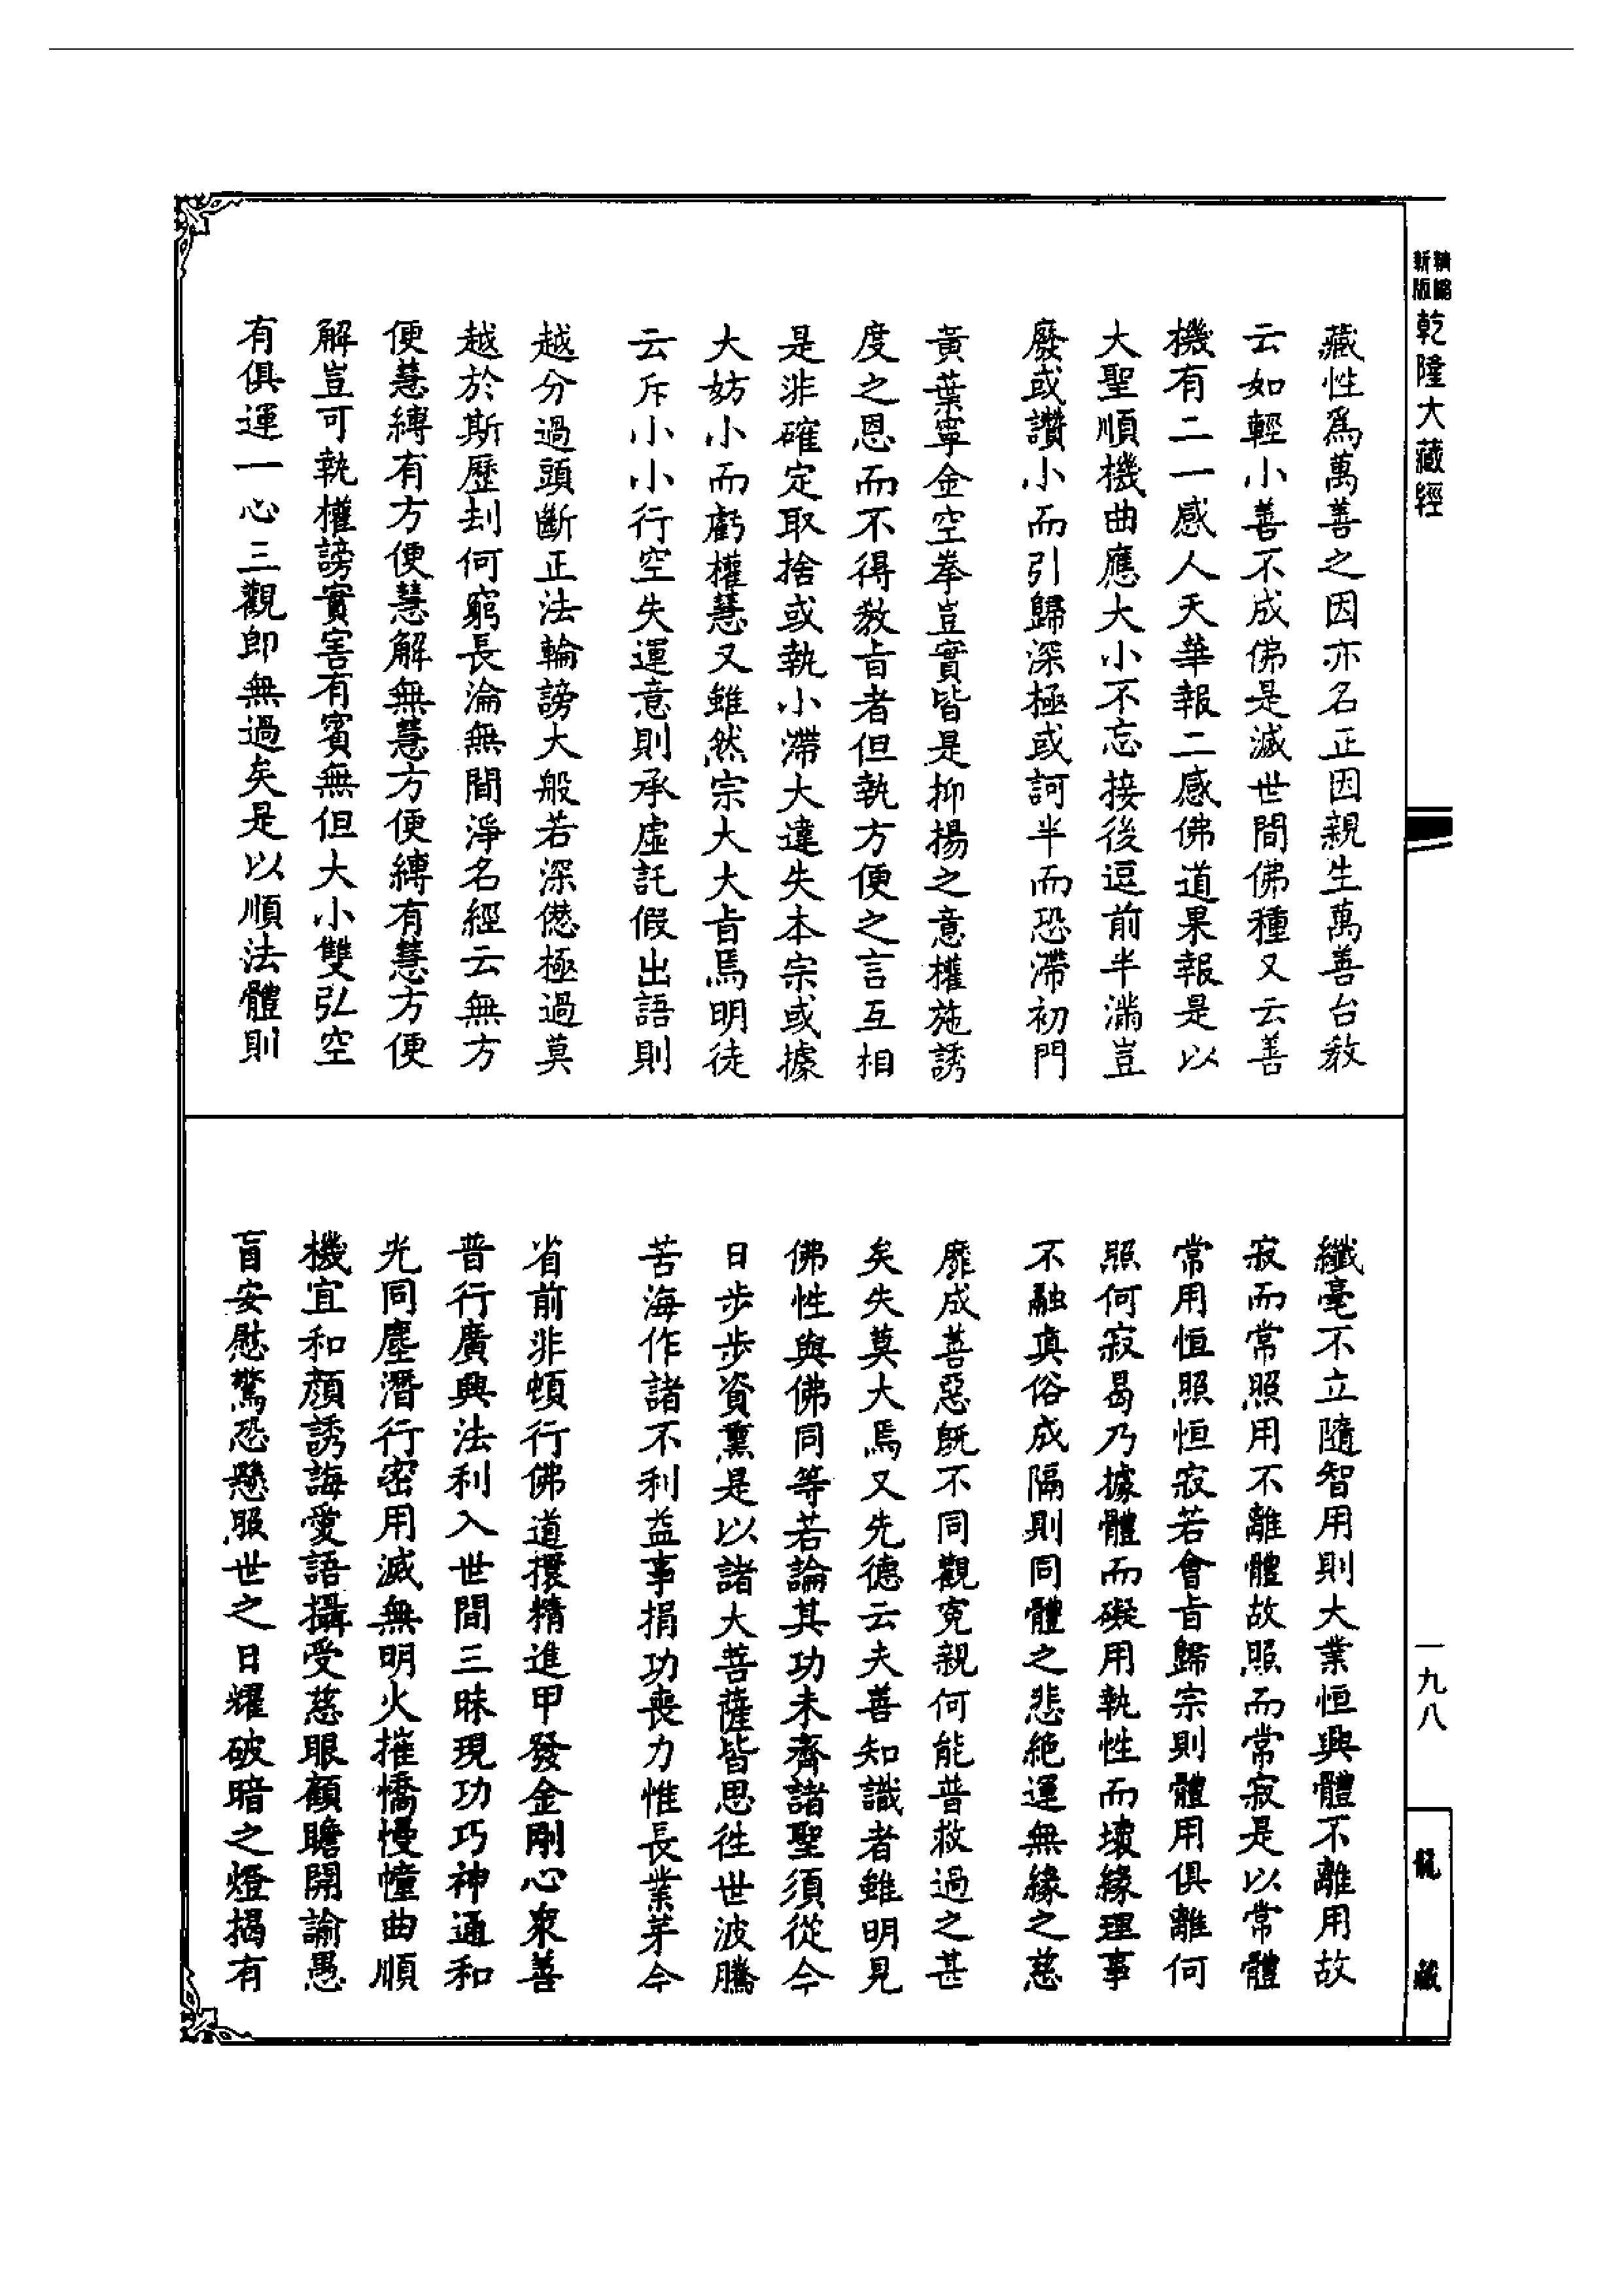 精縮新版
乾隆大藏經
藏性爲萬善之因亦名正因親生萬善台教
云如輕小善不成佛是滅世間佛種又云善
機有二一感人天華報二感佛道果報是以
大聖順機曲應大小不忘接後逗前半滿豈
廢或讚小而引歸深極或訶半而恐滯初門
黃葉寧金空拳豈實皆是抑揚之意權施誘
度之恩而不得教旨者但執方便之言互相
是非確定取捨或執小滯大違失本宗或據
大妨小而虧權慧又雖然宗大大旨焉明徒
云斥小小行空失運意則承虛託假出語則
越分過頭斷正法輪謗大般若深僁極過莫
越於斯歷刦何窮長淪無間淨名經云無方
便慧縛有方便慧解無慧方便縛有慧方便
解豈可執權謗實害有賓無但大小雙弘空
有俱運一心三觀即無過矣是以順法體則
纖毫不立隨智用則大業恒興體不離用故
寂而常照用不離體故照而常寂是以常體
常用恒照恒寂若會旨歸宗則體用俱離何
照何寂曷乃據體而礙用執性而壞緣理事
不融真俗成隔則同體之悲絕運無緣之慈
靡成善惡旣不同觀寃親何能普救過之甚
矣失莫大焉又先德云夫善知識者雖明見
佛性與佛同等若論其功未齊諸聖須從今
日步步資熏是以諸大菩薩皆思徃世波騰
苦海作諸不利益事捐功喪力惟長業芽今
省前非頓行佛道擐精進甲發金剛心衆善
普行廣興法利入世間三昧現功巧神通和
光同塵潛行密用滅無明火摧憍慢幢曲順
機宜和顔誘誨愛語攝受慈眼顧瞻開諭愚
盲安慰驚恐懸照世之日耀破暗之燈揭有
一九八
龍藏